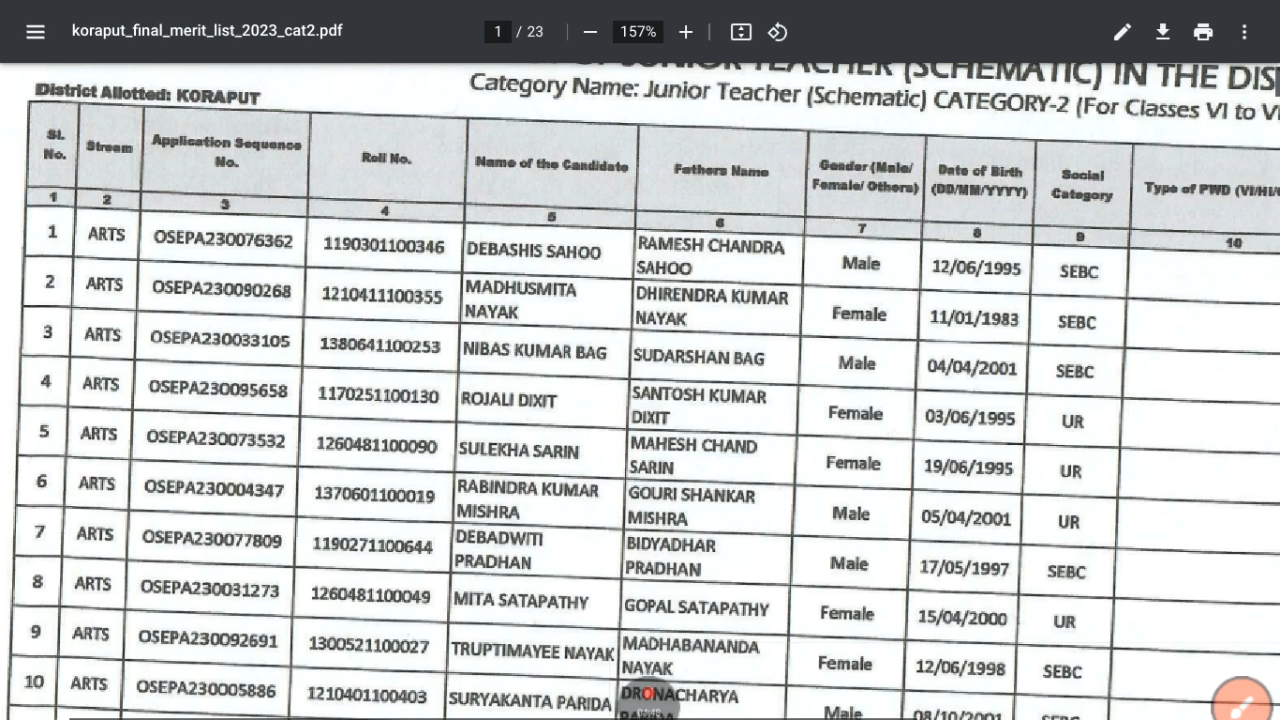 koraput_final_merit_list_2023_cat2.pdf
1 / 23
157%
JUNIOR TEACHER (SCHEMATIC) IN THE
District Allotted: KORAPUT
Category Name: Junior Teacher (Schematic) CATEGORY-2 (For Classes VI to
SL. No. Stream Application Sequence No. Roll No. Name of the Candidate Fathers Name Gender (Male/ Female/ Others) Date of Birth (DD/MM/YYYY) Social Category Type of PWD (VI/HI/
1 2 3 4 5 6 7 8 9 10
1 ARTS OSEPA230076362 1190301100346 DEBASHIS SAHOO RAMESH CHANDRA SAHOO Male 12/06/1995 SEBC
2 ARTS OSEPA230090268 1210411100355 MADHUSMITA NAYAK DHIRENDRA KUMAR NAYAK Female 11/01/1983 SEBC
3 ARTS OSEPA230033105 1380641100253 NIBAS KUMAR BAG SUDARSHAN BAG Male 04/04/2001 SEBC
4 ARTS OSEPA230095658 1170251100130 ROJALI DIXIT SANTOSH KUMAR DIXIT Female 03/06/1995 UR
5 ARTS OSEPA230073532 1260481100090 SULEKHA SARIN MAHESH CHAND SARIN Female 19/06/1995 UR
6 ARTS OSEPA230004347 1370601100019 RABINDRA KUMAR MISHRA GOURI SHANKAR MISHRA Male 05/04/2001 UR
7 ARTS OSEPA230077809 1190271100644 DEBADWITI PRADHAN BIDYADHAR PRADHAN Male 17/05/1997 SEBC
8 ARTS OSEPA230031273 1260481100049 MITA SATAPATHY GOPAL SATAPATHY Female 15/04/2000 UR
9 ARTS OSEPA230092691 1300521100027 TRUPTIMAYEE NAYAK MADHABANANDA NAYAK Female 12/06/1998 SEBC
10 ARTS OSEPA230005886 1210401100403 SURYAKANTA PARIDA DRONACHARYA Male 08/10/2001 SEBC